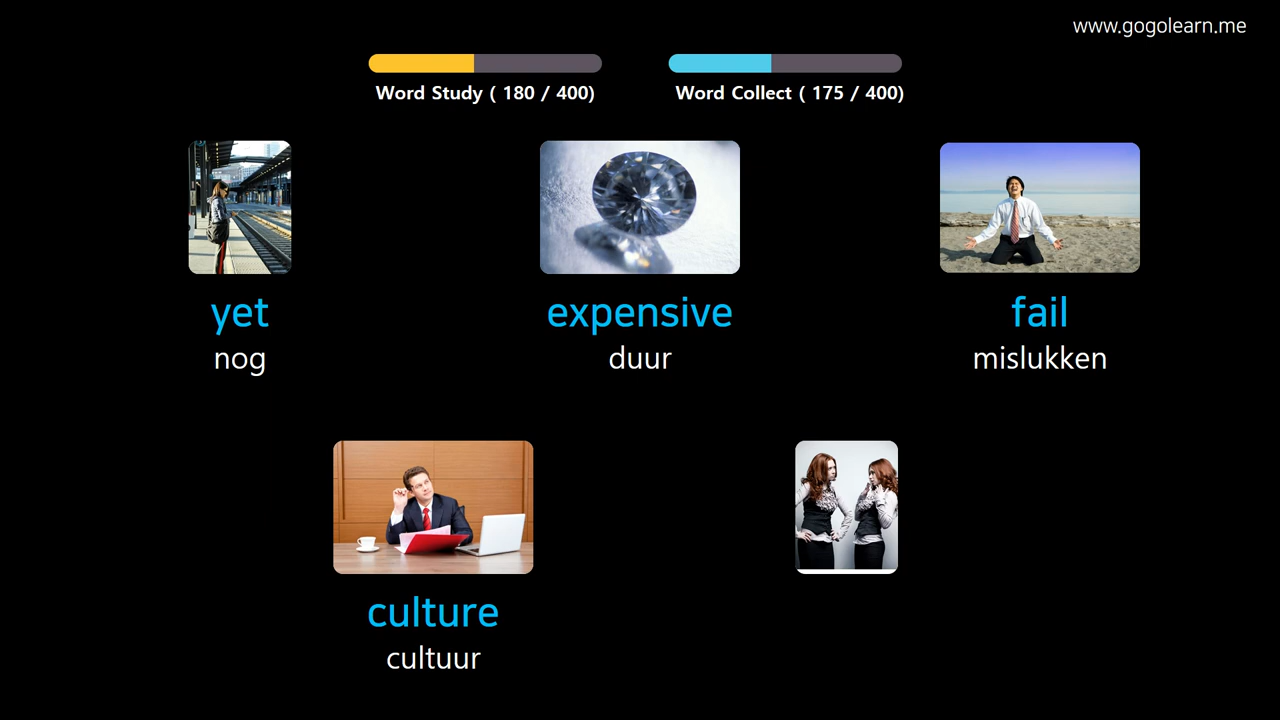 www.gogolearn.me
Word Study ( 180 / 400)
Word Collect ( 175 / 400)
yet
nog
expensive
duur
fail
mislukken
culture
cultuur